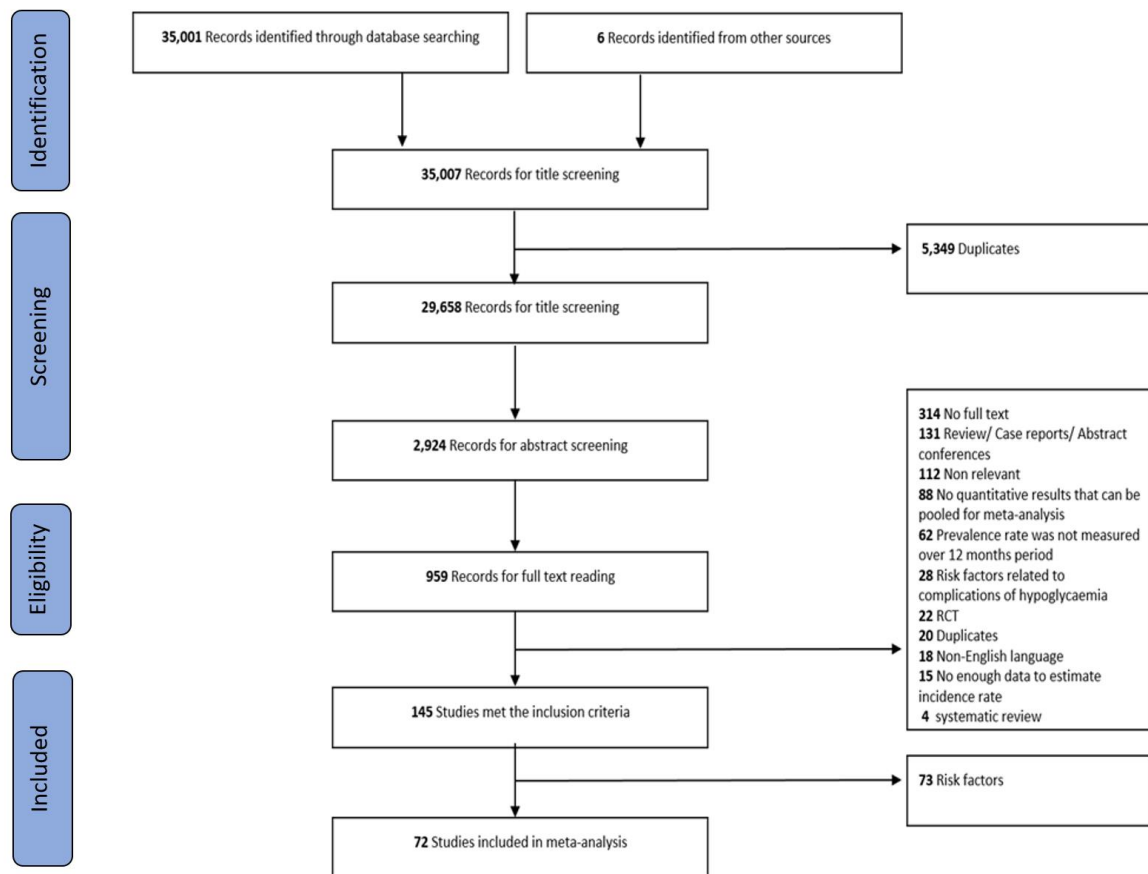 Identification
35,001 Records identified through database searching
6 Records identified from other sources
35,007 Records for title screening
Screening
5,349 Duplicates
29,658 Records for title screening
2,924 Records for abstract screening
Eligibility
959 Records for full text reading
314 No full text
131 Review/ Case reports/ Abstract
conferences
112 Non relevant
88 No quantitative results that can be
pooled for meta-analysis
62 Prevalence rate was not measured
over 12 months period
28 Risk factors related to
complications of hypoglycaemia
22 RCT
20 Duplicates
18 Non-English language
15 No enough data to estimate
incidence rate
4 systematic review
Included
145 Studies met the inclusion criteria
73 Risk factors
72 Studies included in meta-analysis